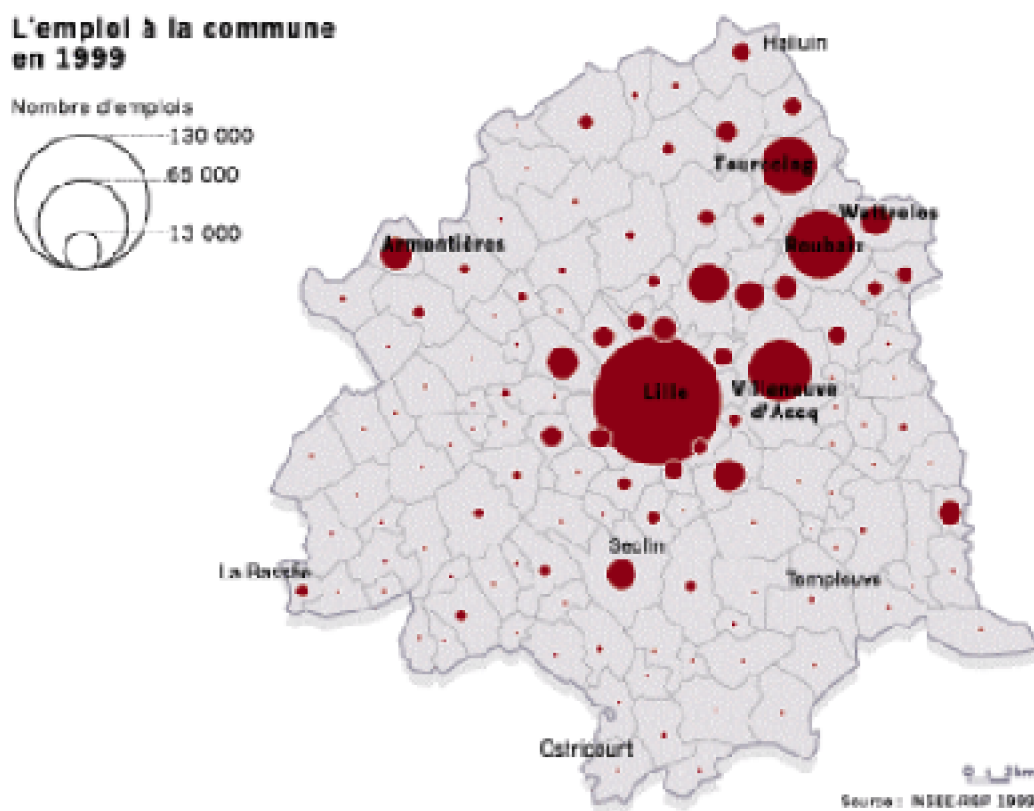 L'emploi à la commune
en 1999
Nombre d'emplois
130 000
65 000
13 000
Halluin
Tourcoing
Wattrelos
Roubaix
Armentières
Lille
Villeneuve
d'Ascq
Seclin
La Bassée
Templeuve
Ostricourt
Source : INSEE-RGP 1999